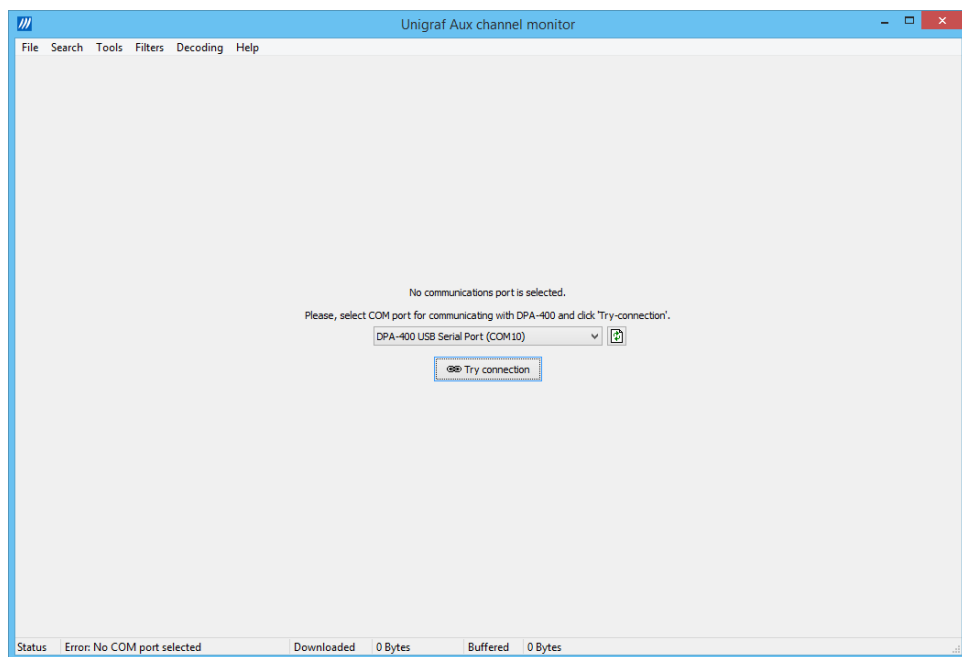 Unigraf Aux channel monitor
File Search Tools Filters Decoding Help
No communications port is selected.
Please, select COM port for communicating with DPA-400 and click 'Try-connection'.
DPA-400 USB Serial Port (COM10)
Try connection
Status Error: No COM port selected Downloaded 0 Bytes Buffered 0 Bytes